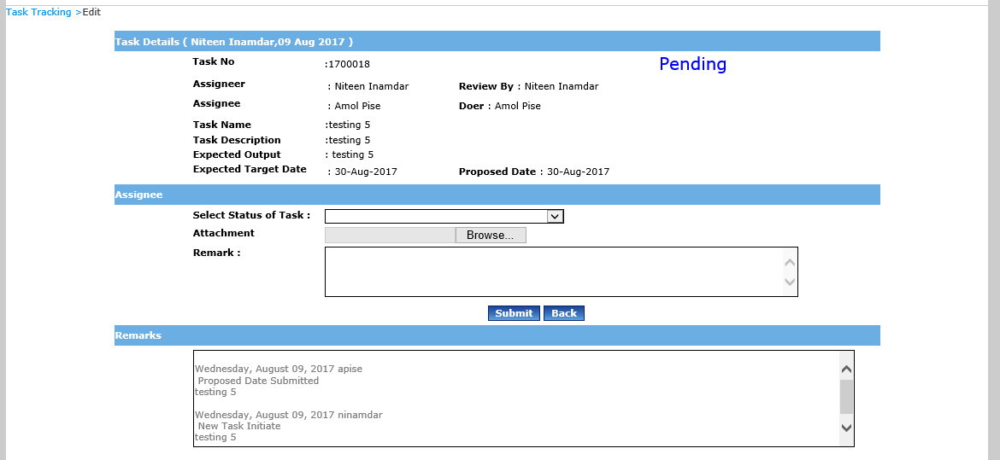 Task Tracking >Edit
Task Details ( Niteen Inamdar,09 Aug 2017 )
Task No :1700018 Pending
Assigneer : Niteen Inamdar Review By : Niteen Inamdar
Assignee : Amol Pise Doer : Amol Pise
Task Name :testing 5
Task Description :testing 5
Expected Output : testing 5
Expected Target Date : 30-Aug-2017 Proposed Date : 30-Aug-2017
Assignee
Select Status of Task :
Attachment Browse...
Remark :
Submit Back
Remarks
Wednesday, August 09, 2017 apise
Proposed Date Submitted
testing 5
Wednesday, August 09, 2017 ninamdar
New Task Initiate
testing 5